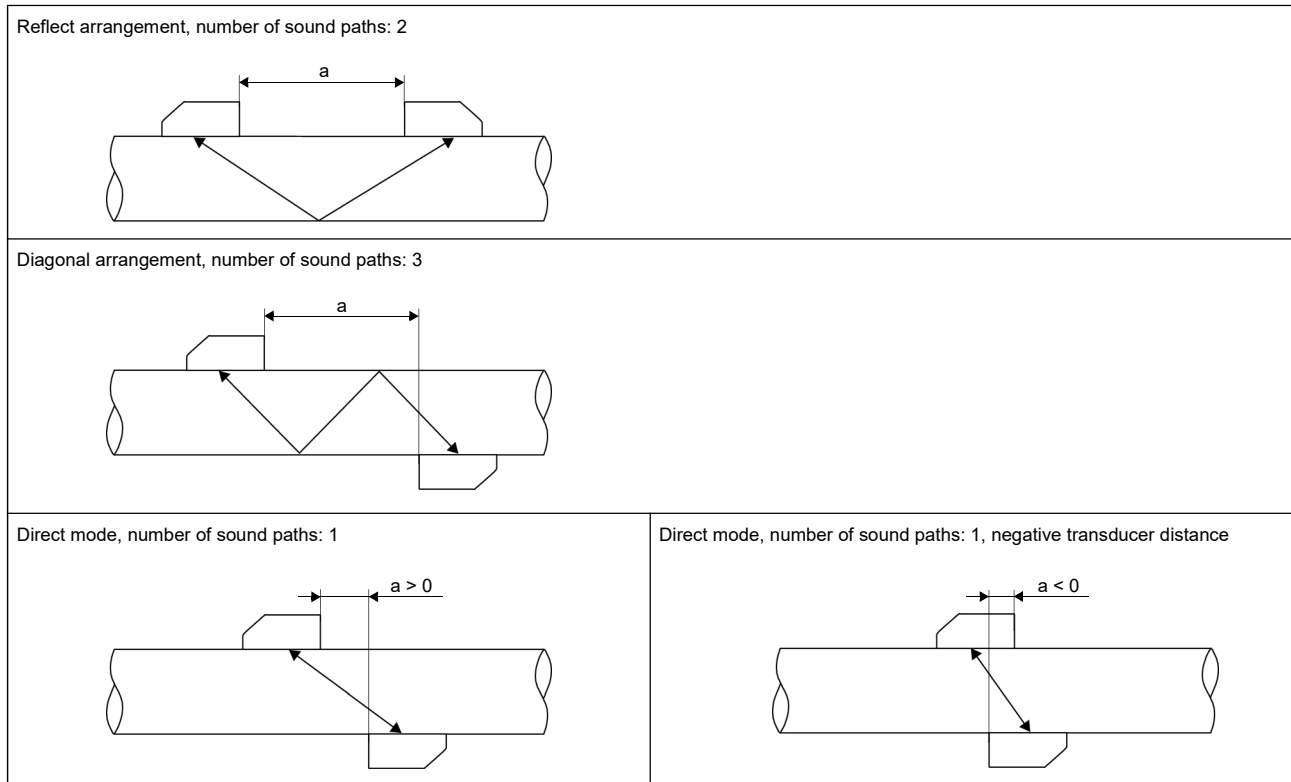 Reflect arrangement, number of sound paths: 2
a
Diagonal arrangement, number of sound paths: 3
a
Direct mode, number of sound paths: 1
a > 0
Direct mode, number of sound paths: 1, negative transducer distance
a < 0